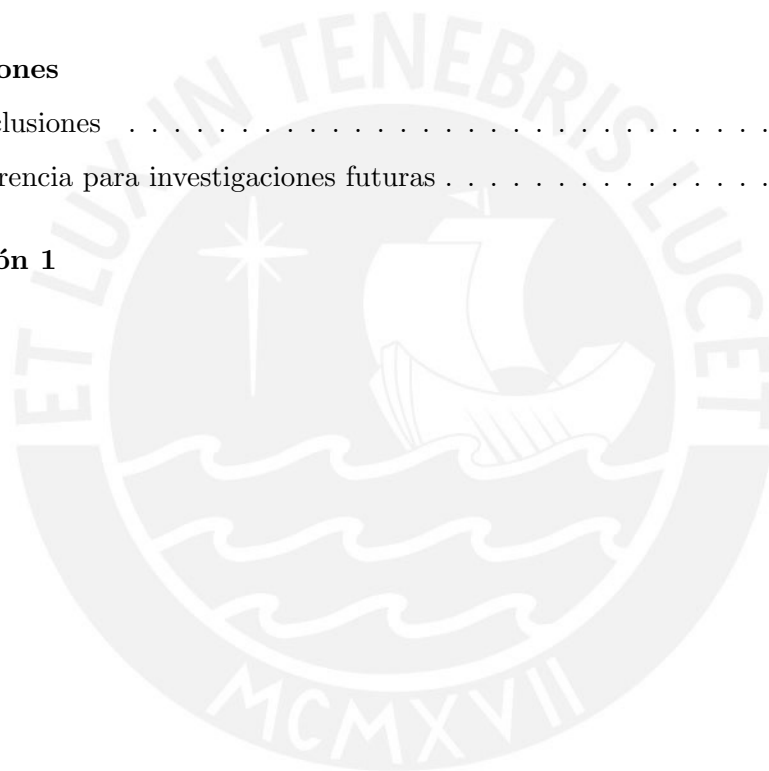 ones
clusiones . . . . . . . . . . . . . . . . . . . . . . . . . . . . . .
rencia para investigaciones futuras . . . . . . . . . . . . . . .
ón 1
ET LUX IN TENEBRIS LUCET
MCMXVII